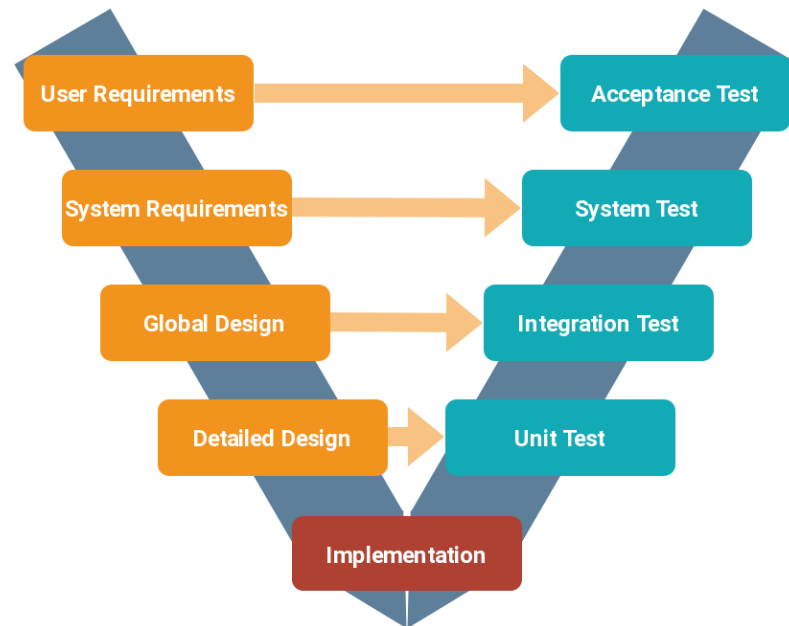 User Requirements
Acceptance Test
System Requirements
System Test
Global Design
Integration Test
Detailed Design
Unit Test
Implementation